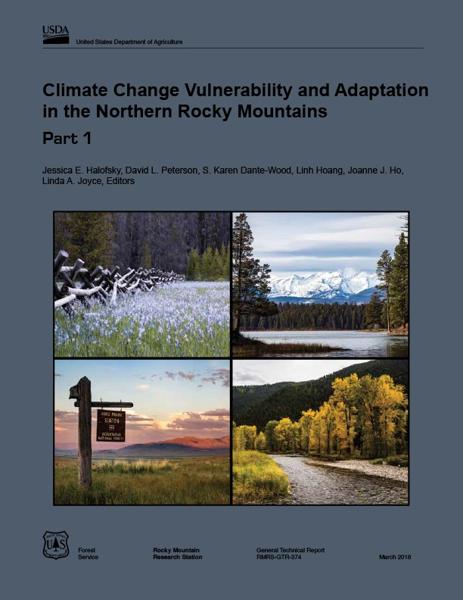 USDA
United States Department of Agriculture
Climate Change Vulnerability and Adaptation
in the Northern Rocky Mountains
Part 1
Jessica E. Halofsky, David L. Peterson, S. Karen Dante-Wood, Linh Hoang, Joanne J. Ho,
Linda A. Joyce, Editors
Forest
Service
Rocky Mountain
Research Station
General Technical Report
RMRS-GTR-374
March 2018